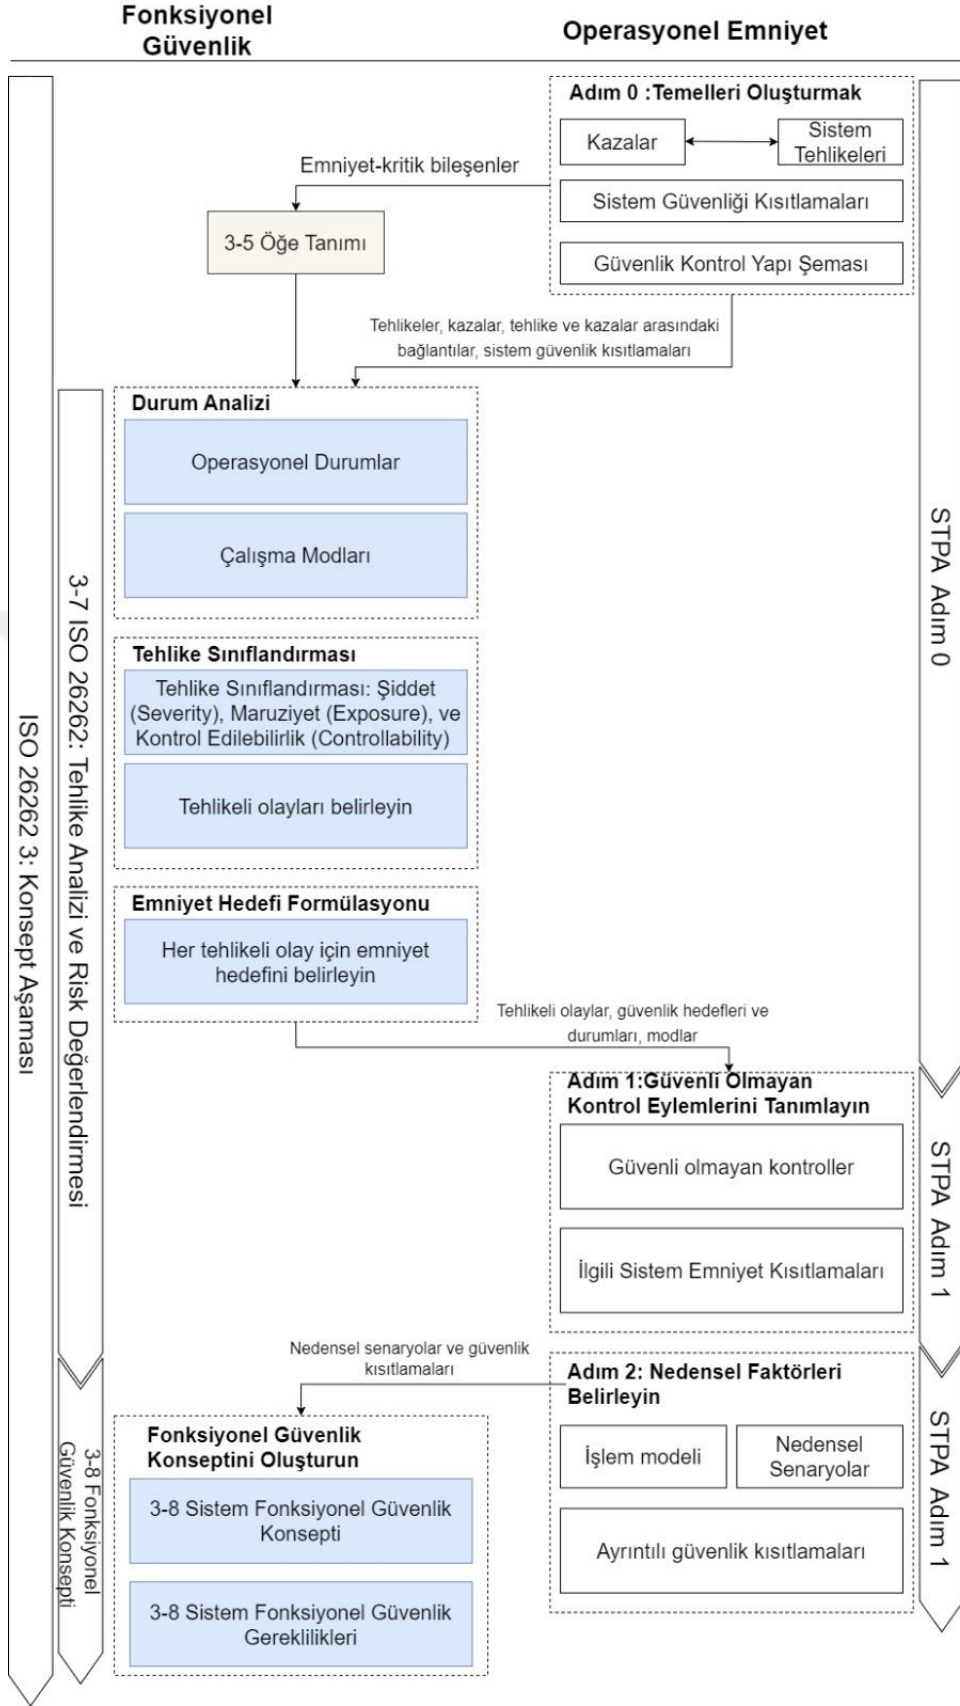 Fonksiyonel
Güvenlik
Operasyonel Emniyet
Adım 0 :Temelleri Oluşturmak
Kazalar
Sistem
Tehlikeleri
Sistem Güvenliği Kısıtlamaları
Güvenlik Kontrol Yapı Şeması
Emniyet-kritik bileşenler
3-5 Öğe Tanımı
Tehlikeler, kazalar, tehlike ve kazalar arasındaki
bağlantılar, sistem güvenlik kısıtlamaları
Durum Analizi
Operasyonel Durumlar
Çalışma Modları
Tehlike Sınıflandırması
Tehlike Sınıflandırması: Şiddet
(Severity), Maruziyet (Exposure), ve
Kontrol Edilebilirlik (Controllability)
Tehlikeli olayları belirleyin
Emniyet Hedefi Formülasyonu
Her tehlikeli olay için emniyet
hedefini belirleyin
Tehlikeli olaylar, güvenlik hedefleri ve
durumları, modlar
Adım 1:Güvenli Olmayan
Kontrol Eylemlerini Tanımlayın
Güvenli olmayan kontroller
İlgili Sistem Emniyet Kısıtlamaları
Nedensel senaryolar ve güvenlik
kısıtlamaları
Adım 2: Nedensel Faktörleri
Belirleyin
İşlem modeli
Nedensel
Senaryolar
Ayrıntılı güvenlik kısıtlamaları
Fonksiyonel Güvenlik
Konseptini Oluşturun
3-8 Sistem Fonksiyonel Güvenlik
Konsepti
3-8 Sistem Fonksiyonel Güvenlik
Gereklilikleri
ISO 26262 3: Konsept Aşaması
3-7 ISO 26262: Tehlike Analizi ve Risk Değerlendirmesi
3-8 Fonksiyonel
Güvenlik Konsepti
STPA Adım 0
STPA Adım 1
STPA Adım 1